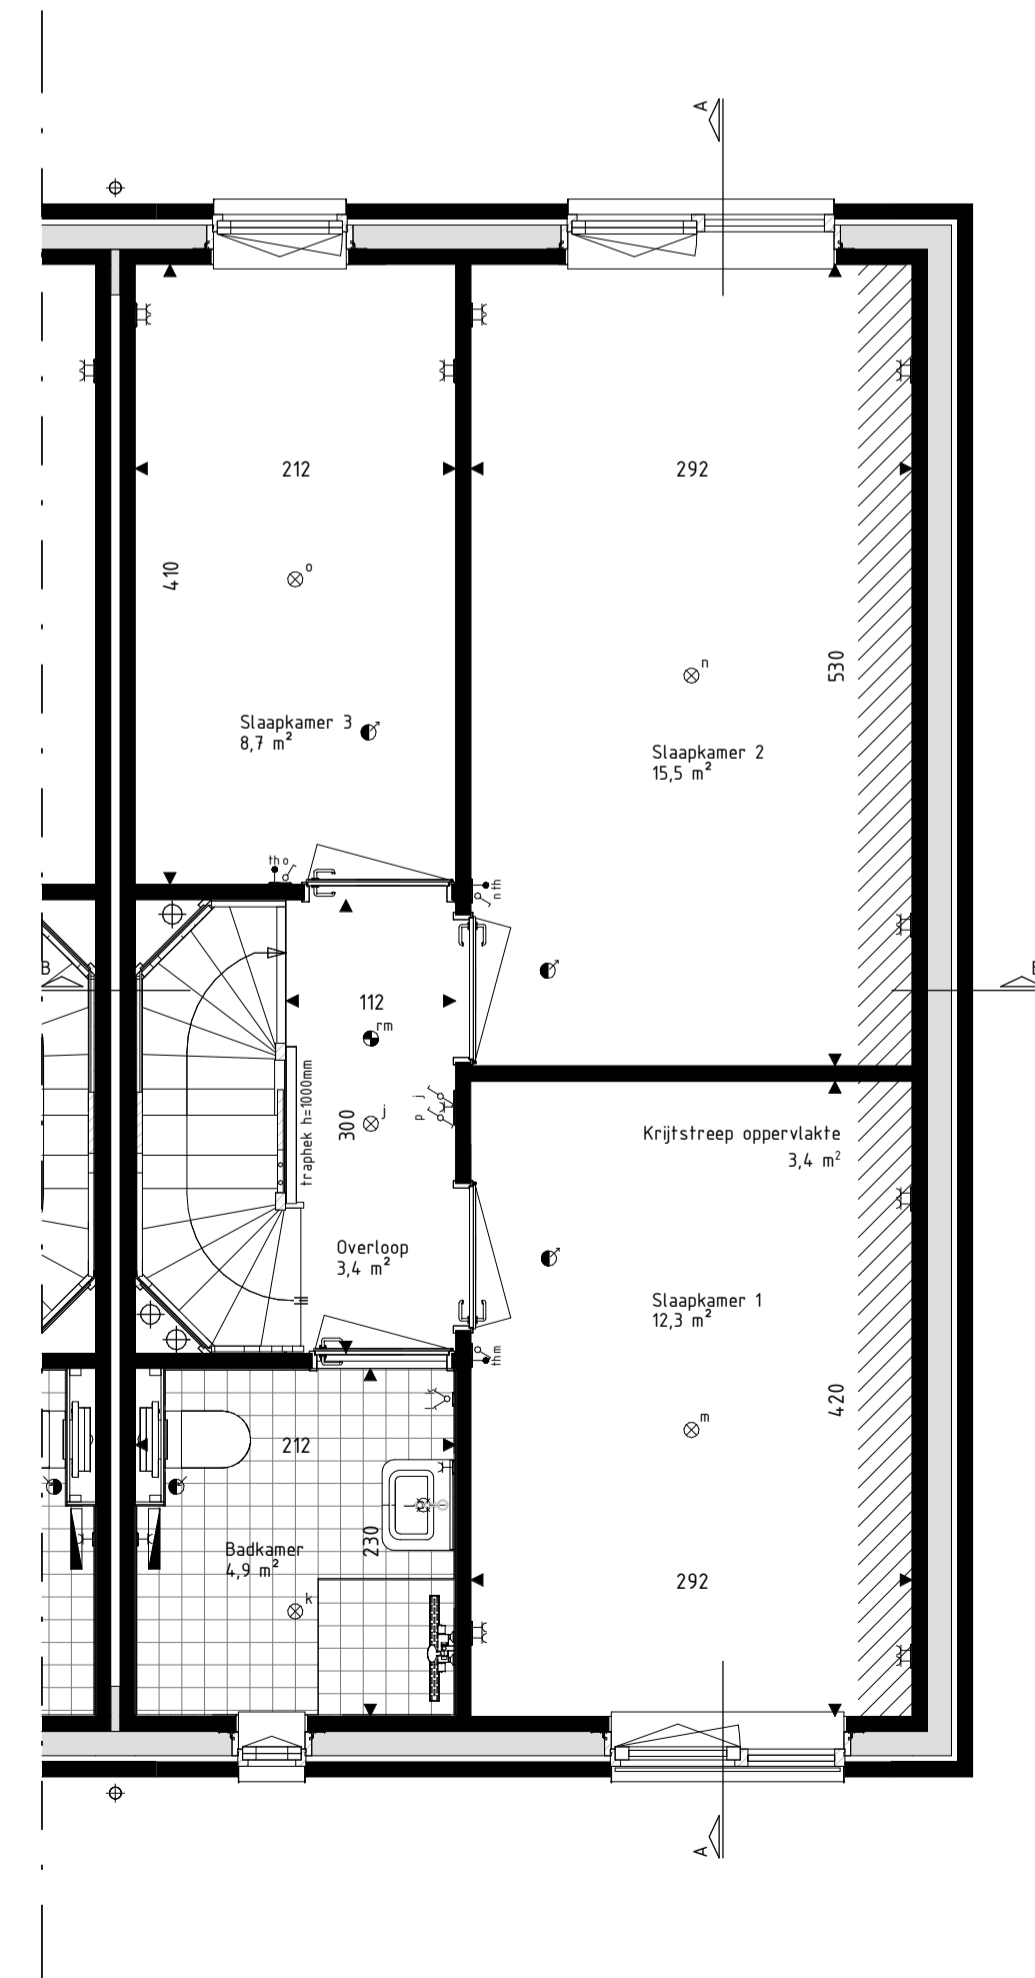 A
212
292
410
o
n
530
Slaapkamer 3
8,7 m²
Slaapkamer 2
15,5 m²
th o
th
n
B
112
rm
traphek h=1000mm
300
j
p j
Krijtstreep oppervlakte
3,4 m²
Overloop
3,4 m²
Slaapkamer 1
12,3 m²
thm
420
m
k
212
230
Badkamer
4,9 m²
k
292
A